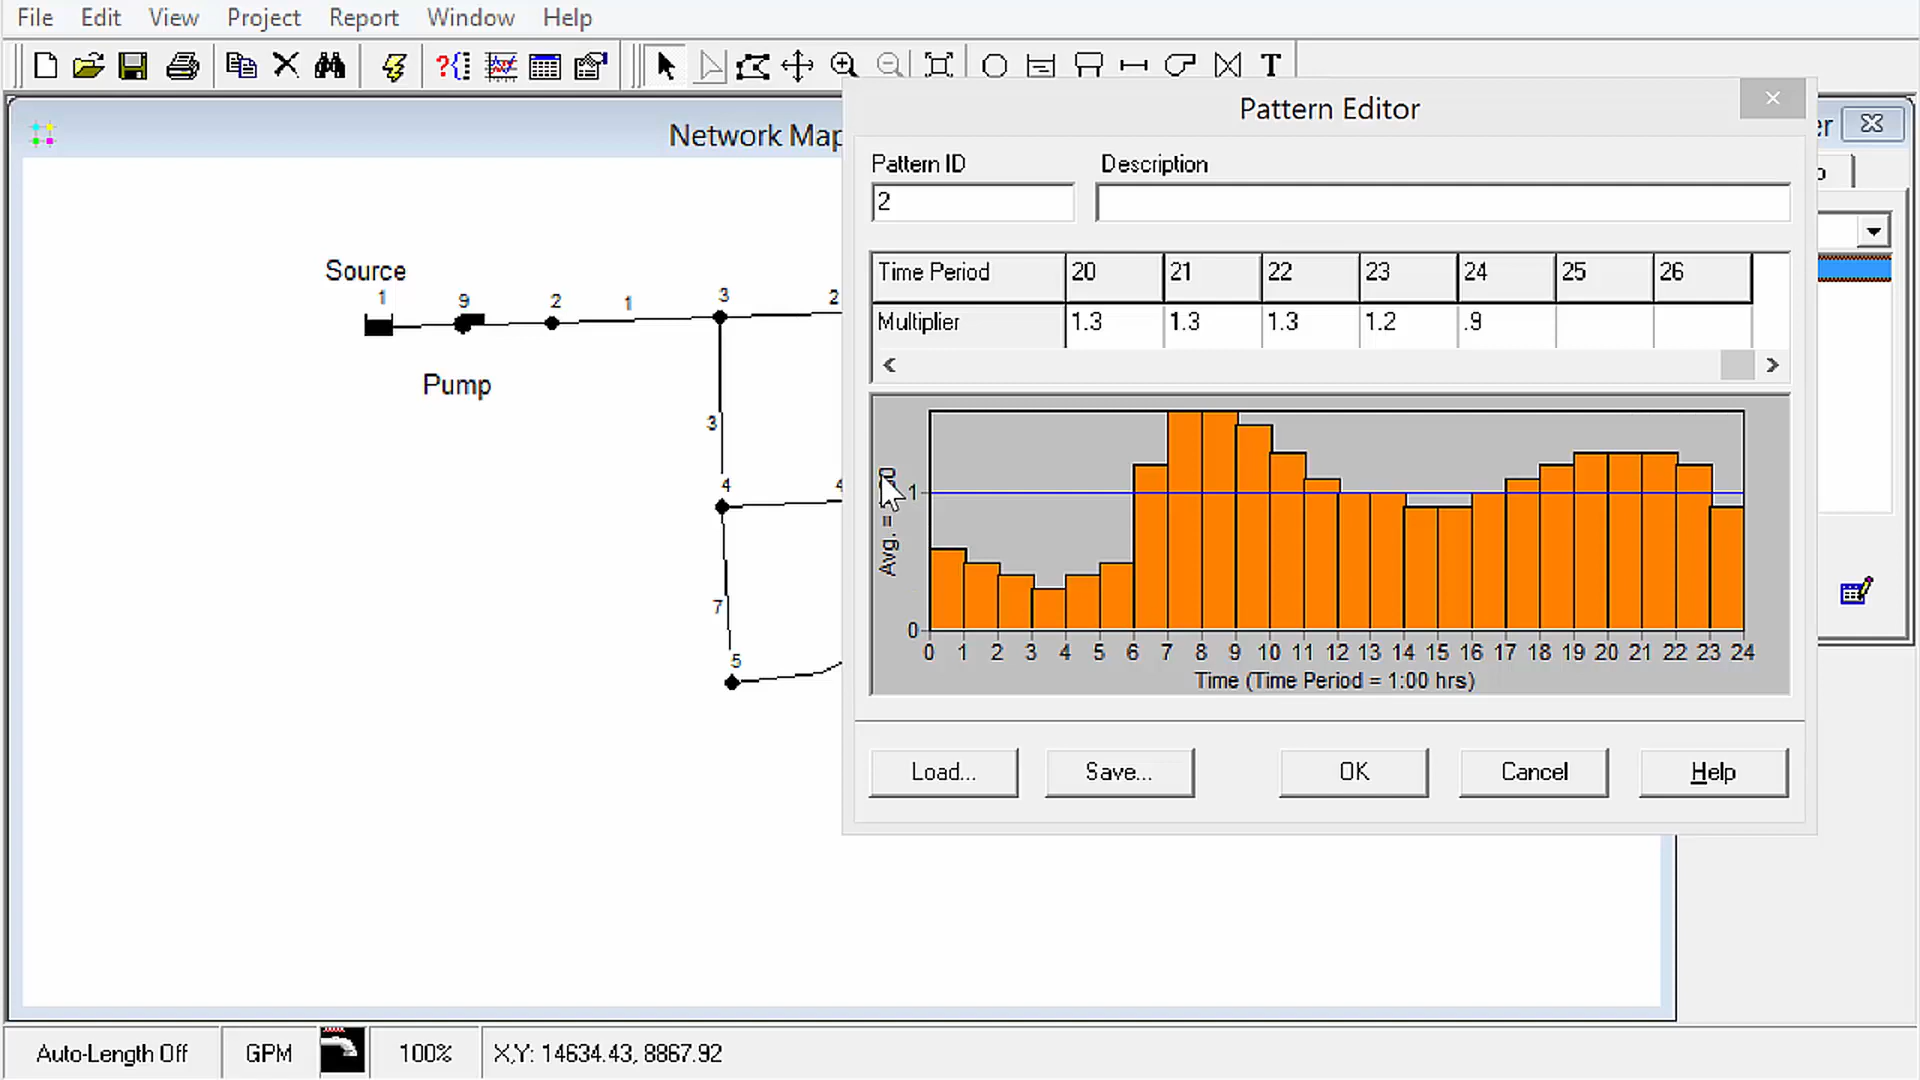 File Edit View Project Report Window Help
T
Network Map
Pattern Editor
Pattern ID Description
2
Time Period 20 21 22 23 24 25 26
Multiplier 1.3 1.3 1.3 1.2 .9
Source
1 9 2 1 3 2
Pump
3
4 4
7
5
Avg. =
1
0
0 1 2 3 4 5 6 7 8 9 10 11 12 13 14 15 16 17 18 19 20 21 22 23 24
Time (Time Period = 1:00 hrs)
Load... Save... OK Cancel Help
Auto-Length Off GPM 100% X,Y: 14634.43, 8867.92